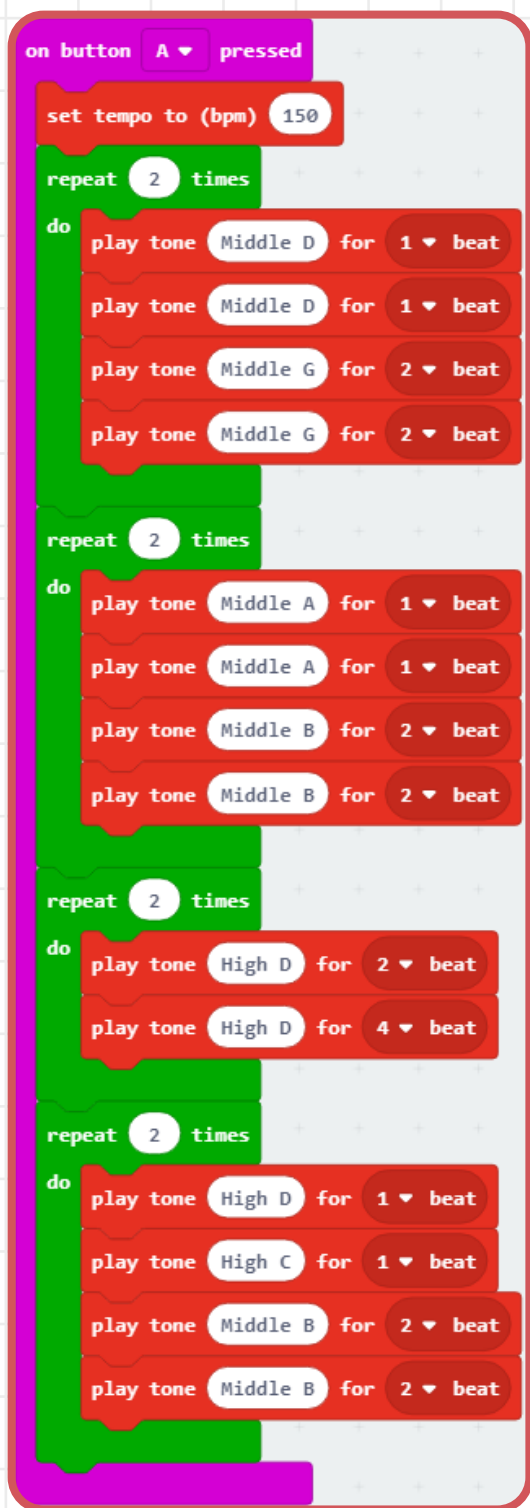 on button A pressed
set tempo to (bpm) 150
repeat 2 times
do
play tone Middle D for 1 beat
play tone Middle D for 1 beat
play tone Middle G for 2 beat
play tone Middle G for 2 beat
repeat 2 times
do
play tone Middle A for 1 beat
play tone Middle A for 1 beat
play tone Middle B for 2 beat
play tone Middle B for 2 beat
repeat 2 times
do
play tone High D for 2 beat
play tone High D for 4 beat
repeat 2 times
do
play tone High D for 1 beat
play tone High C for 1 beat
play tone Middle B for 2 beat
play tone Middle B for 2 beat